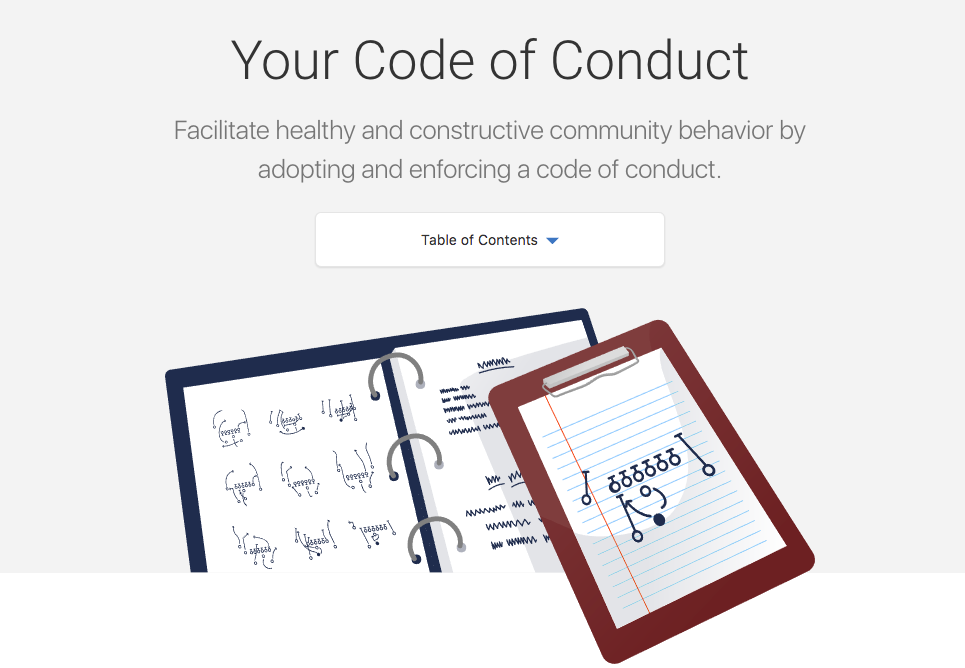 Your Code of Conduct
Facilitate healthy and constructive community behavior by
adopting and enforcing a code of conduct.
Table of Contents